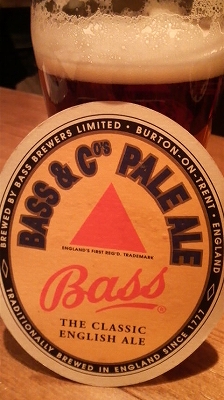 BREWED BY BASS BREWERS LIMITED • BURTON-ON-TRENT • ENGLAND
BASS & Co's PALE ALE
ENGLAND'S FIRST REG'D. TRADEMARK
Bass®
THE CLASSIC
ENGLISH ALE
TRADITIONALLY BREWED IN ENGLAND SINCE 1777